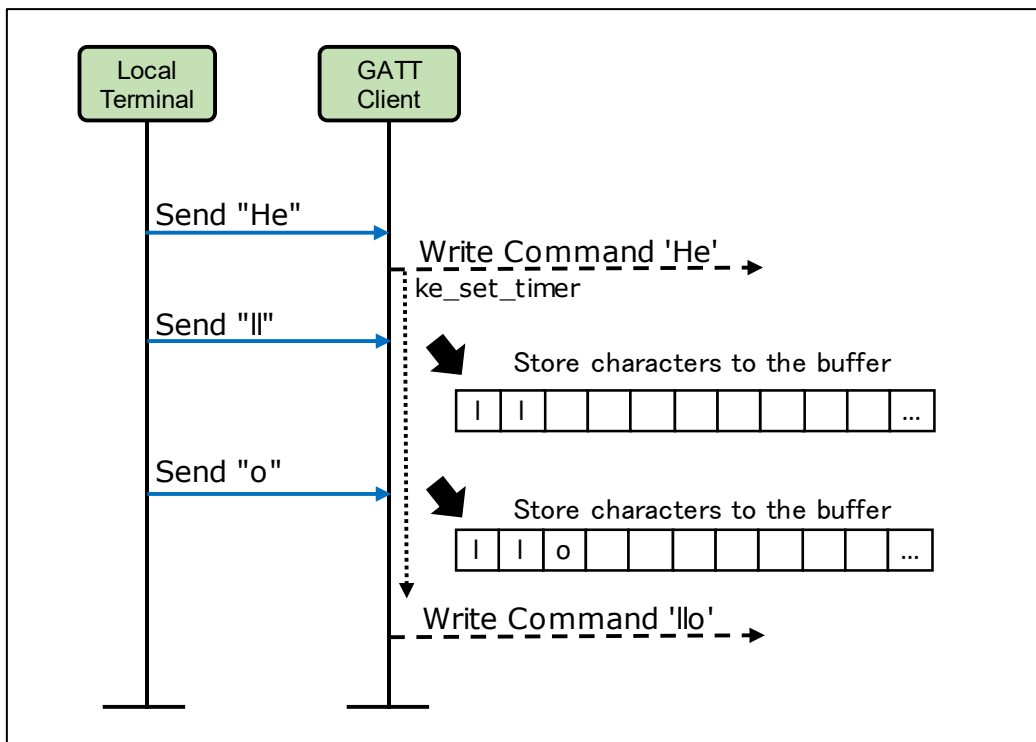 Local
Terminal
GATT
Client
Send "He"
Write Command 'He'
ke_set_timer
Send "ll"
Store characters to the buffer
l l ...
Send "o"
Store characters to the buffer
l l o ...
Write Command 'llo'